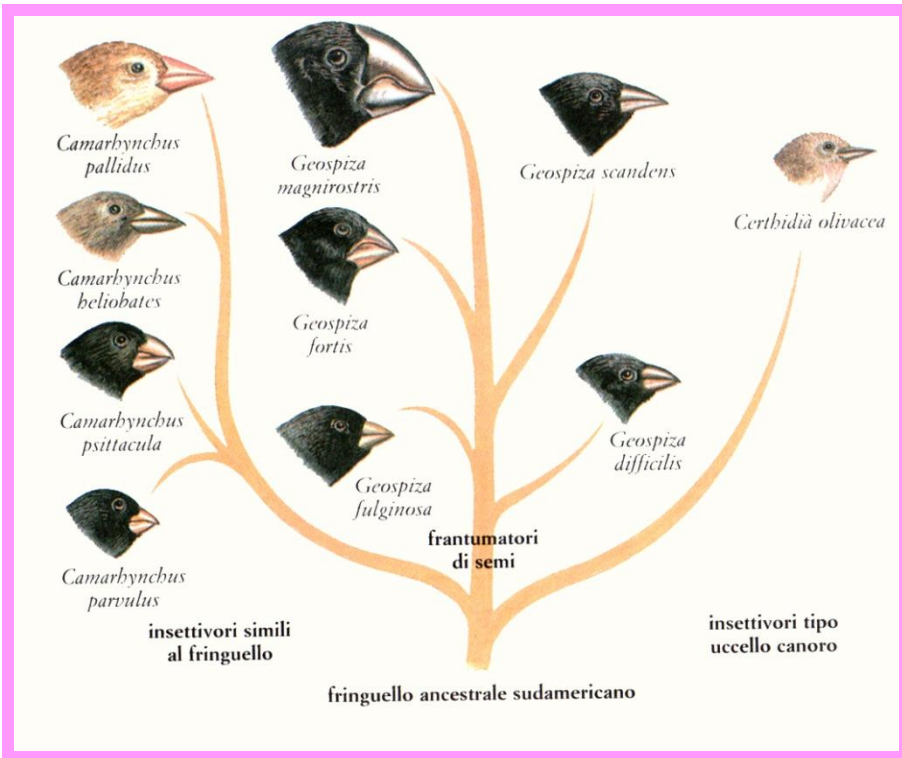 Camarhynchus
pallidus
Geospiza
magnirostris
Geospiza scandens
Certhidià olivacea
Camarhynchus
heliobates
Geospiza
fortis
Camarhynchus
psittacula
Geospiza
difficilis
Geospiza
fulginosa
Camarhynchus
parvulus
frantumatori
di semi
insettivori simili
al fringuello
insettivori tipo
uccello canoro
fringuello ancestrale sudamericano